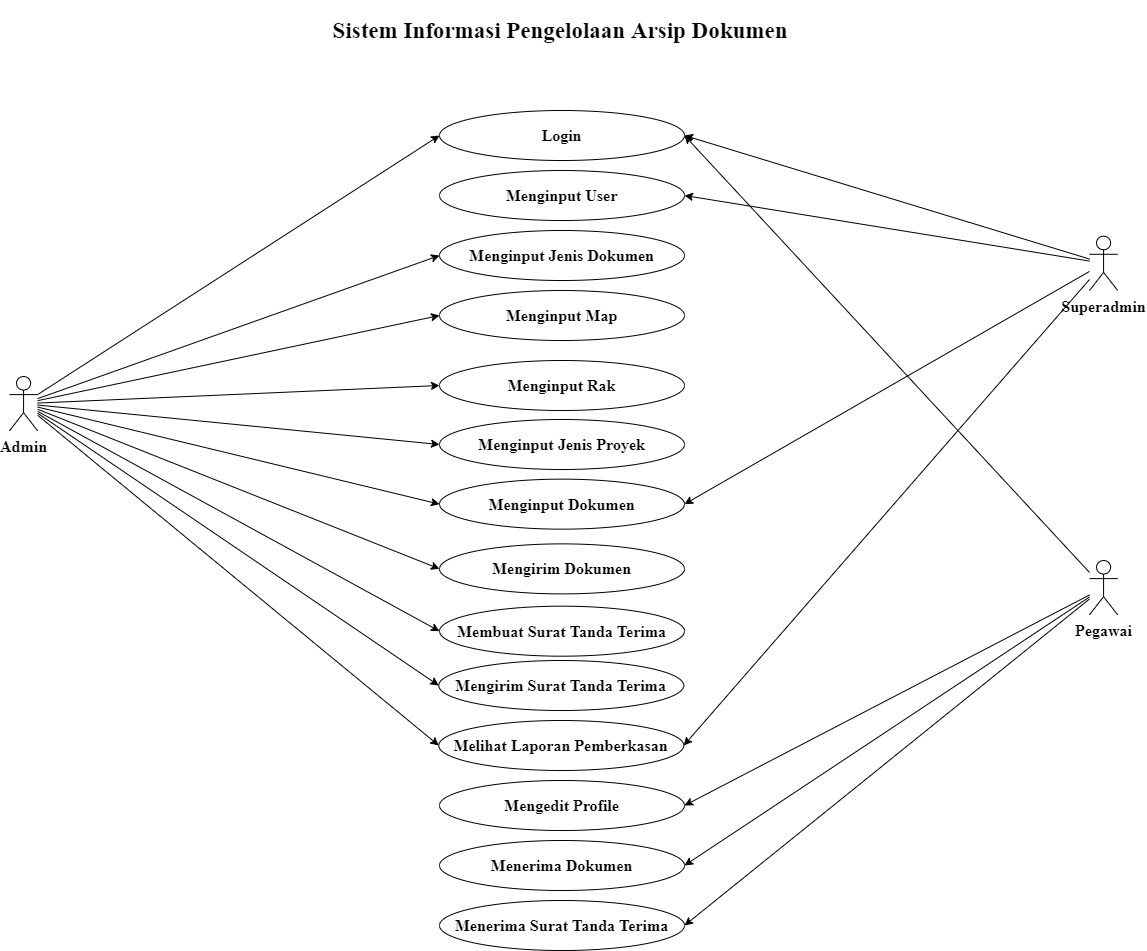 Sistem Informasi Pengelolaan Arsip Dokumen
Login
Menginput User
Menginput Jenis Dokumen
Superadmin
Menginput Map
Menginput Rak
Admin
Menginput Jenis Proyek
Menginput Dokumen
Mengirim Dokumen
Membuat Surat Tanda Terima
Pegawai
Mengirim Surat Tanda Terima
Melihat Laporan Pemberkasan
Mengedit Profile
Menerima Dokumen
Menerima Surat Tanda Terima